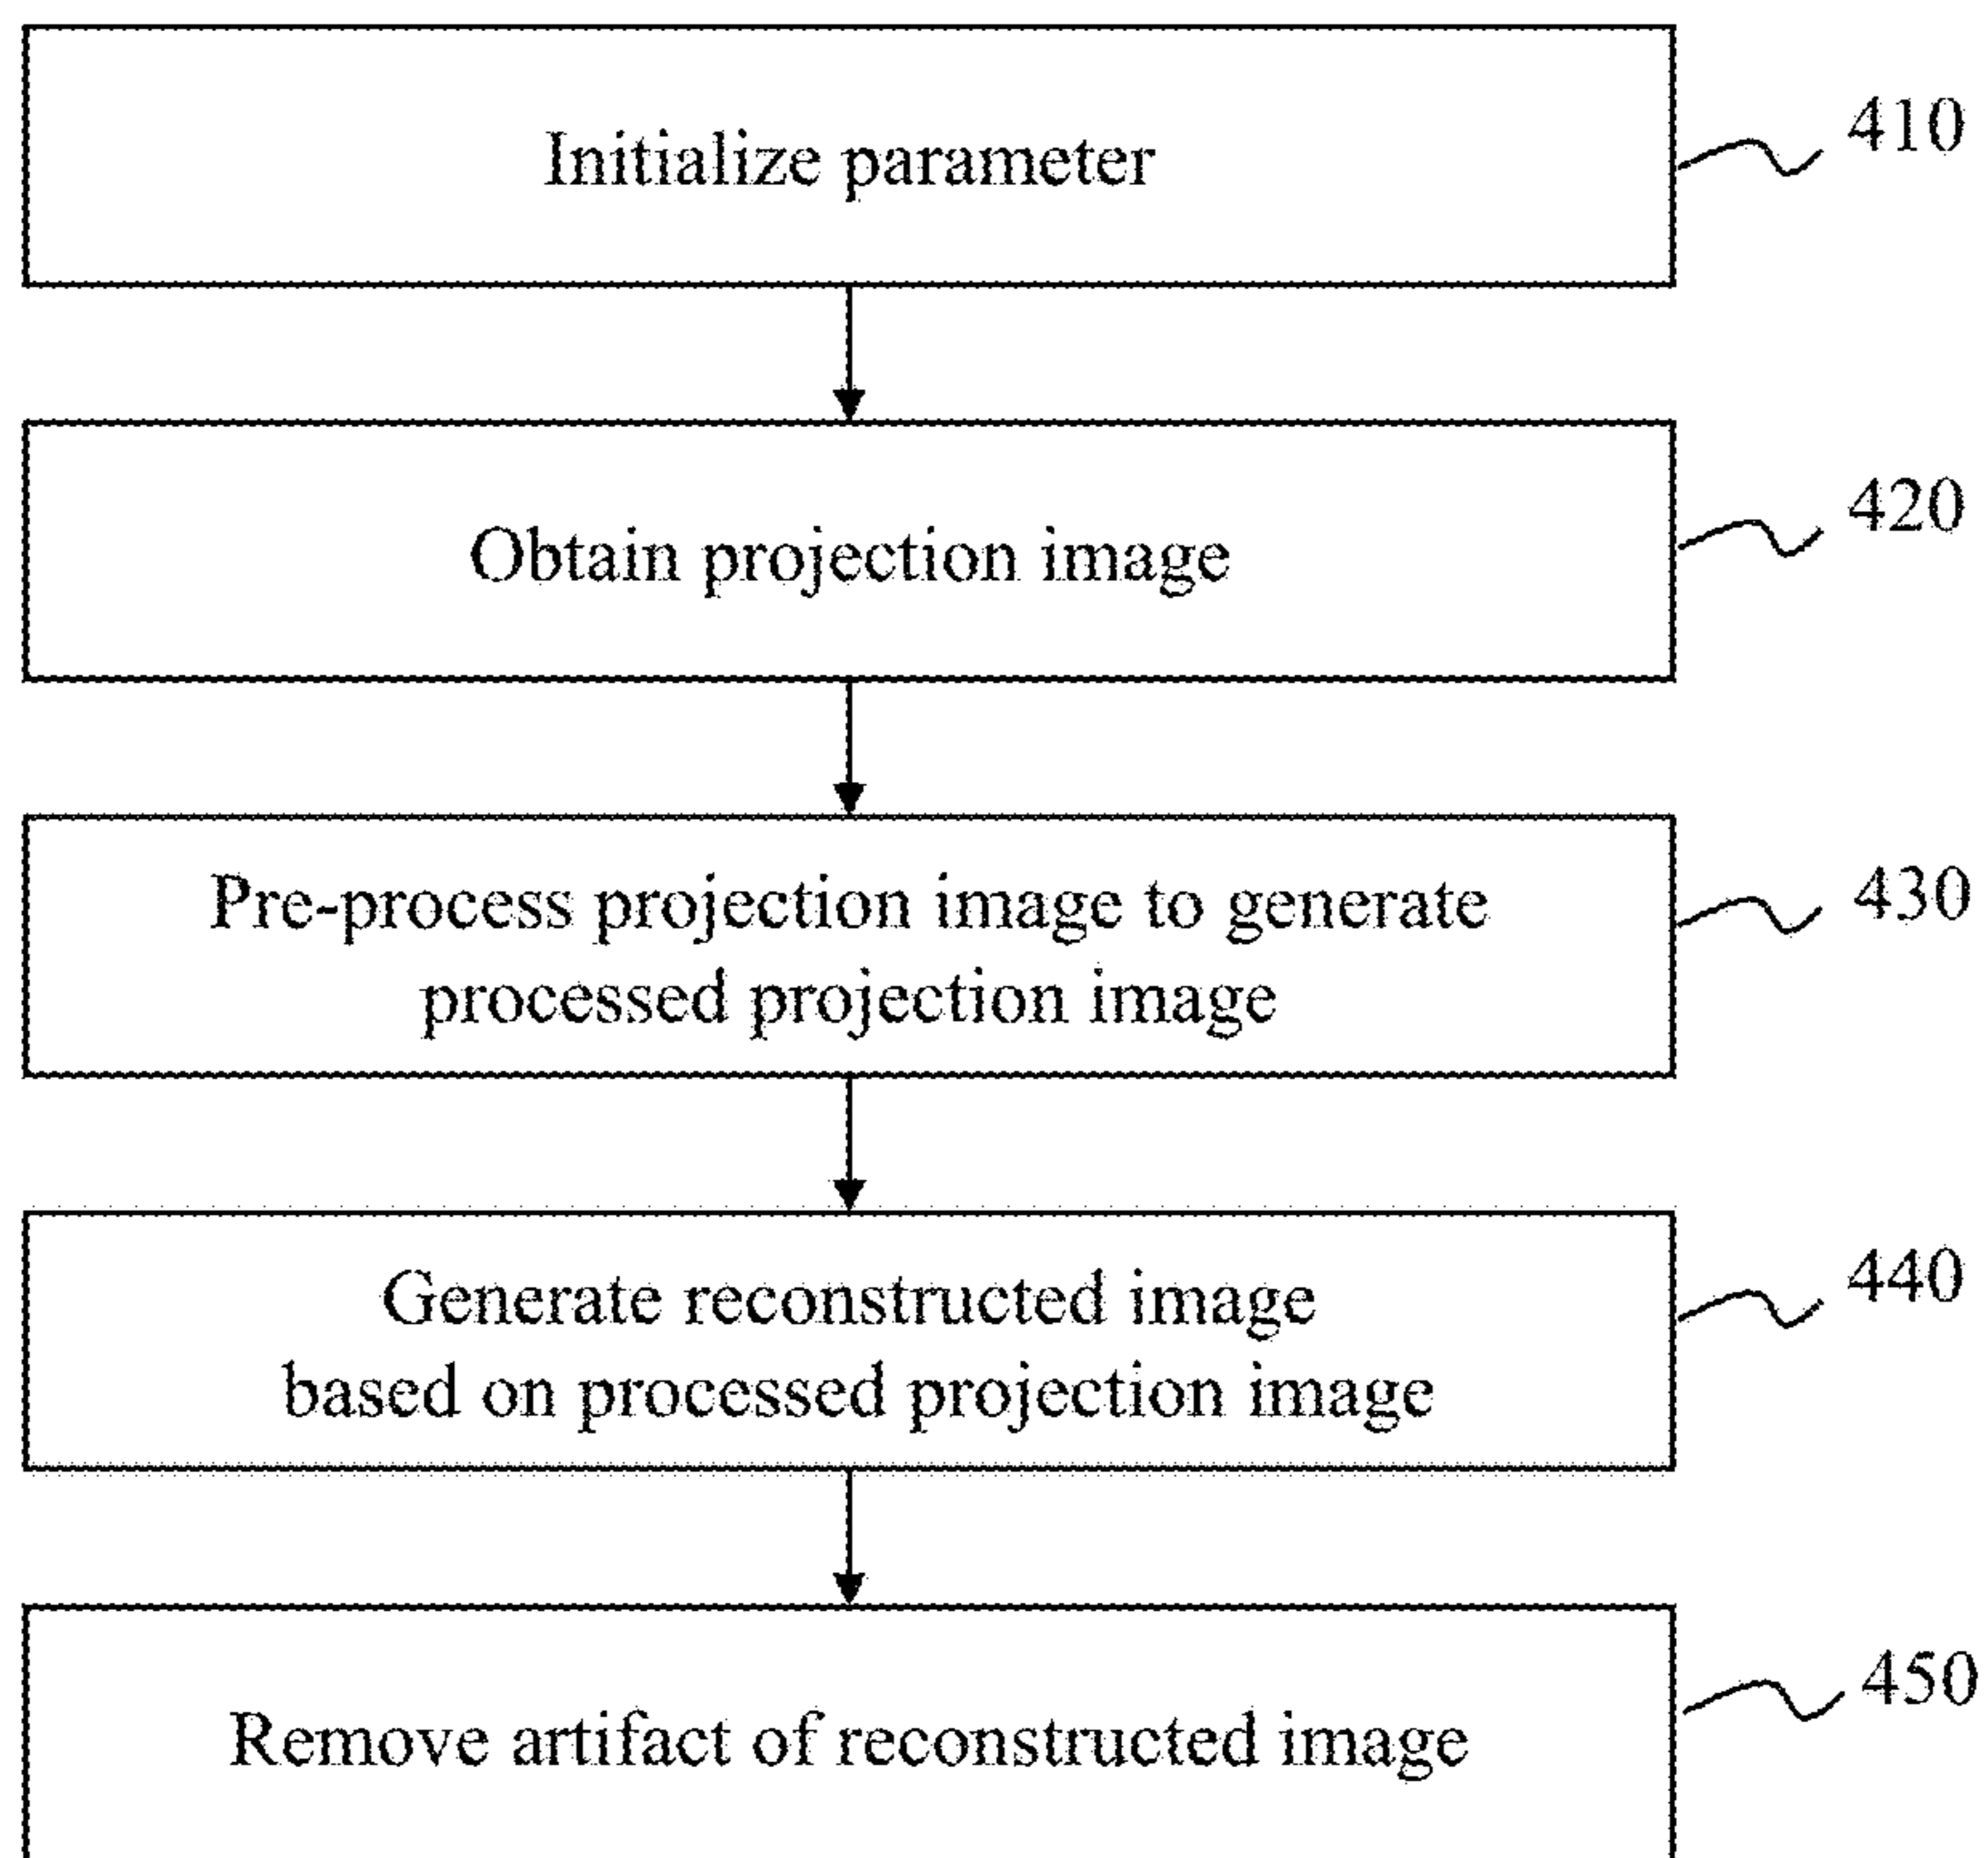 Initialize parameter
410
Obtain projection image
420
Pre-process projection image to generate
processed projection image
430
Generate reconstructed image
based on processed projection image
440
Remove artifact of reconstructed image
450